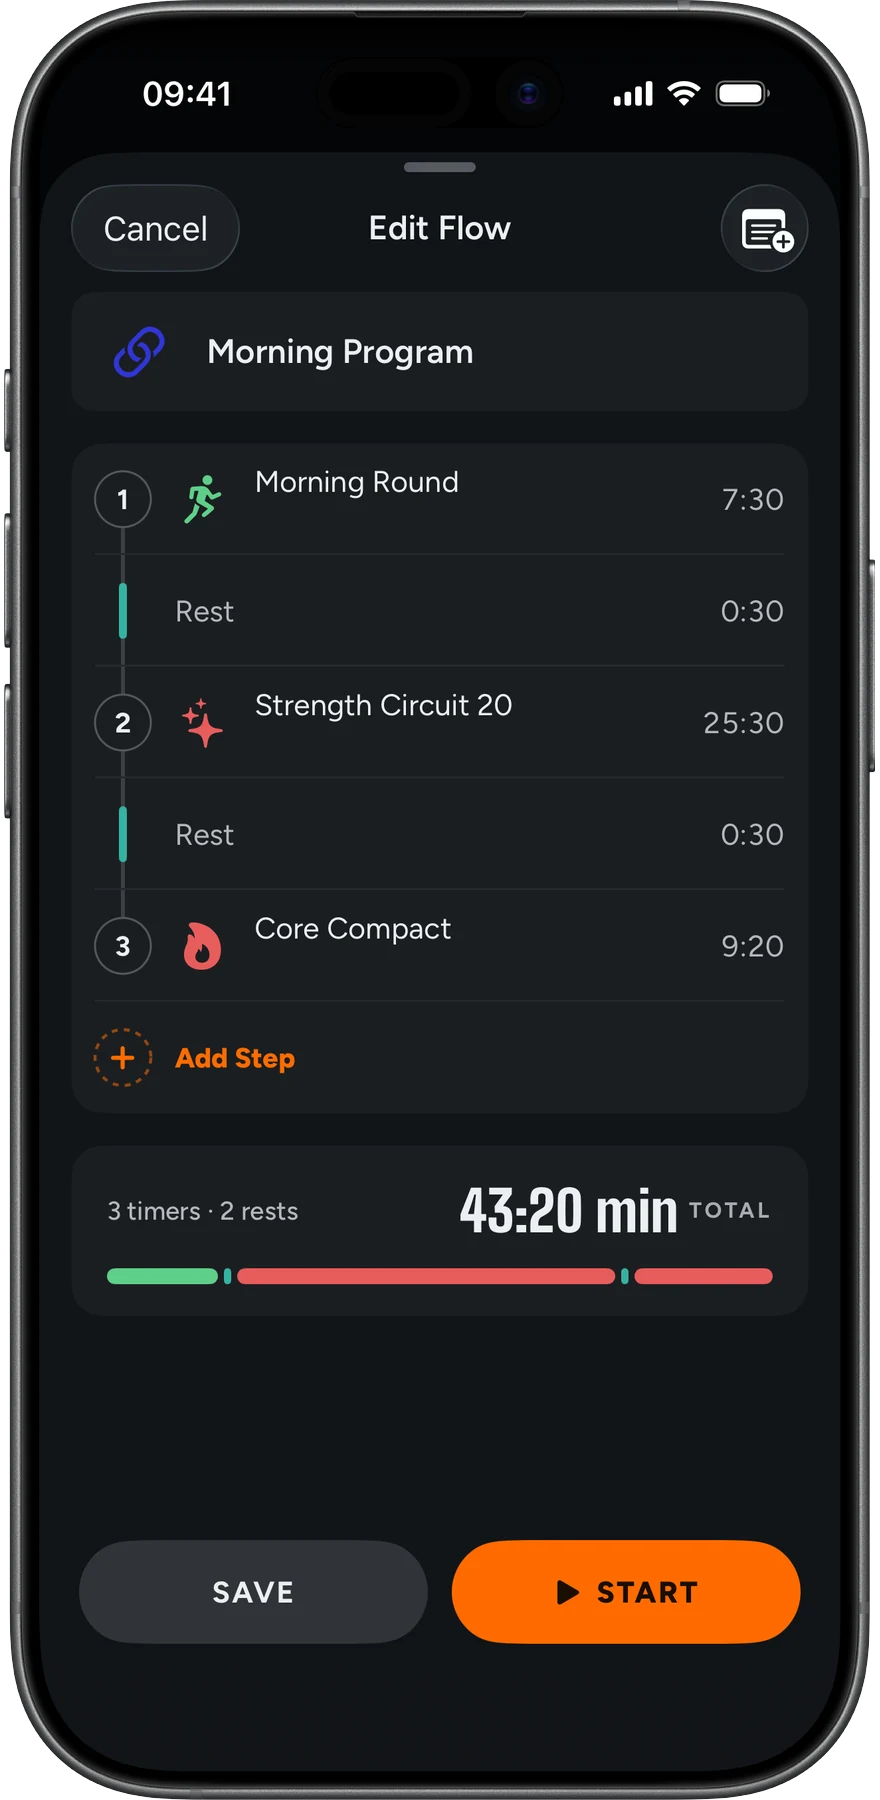 09:41
Cancel
Edit Flow
Morning Program
1
Morning Round
7:30
Rest
0:30
2
Strength Circuit 20
25:30
Rest
0:30
3
Core Compact
9:20
+ Add Step
3 timers · 2 rests
43:20 min TOTAL
SAVE
START